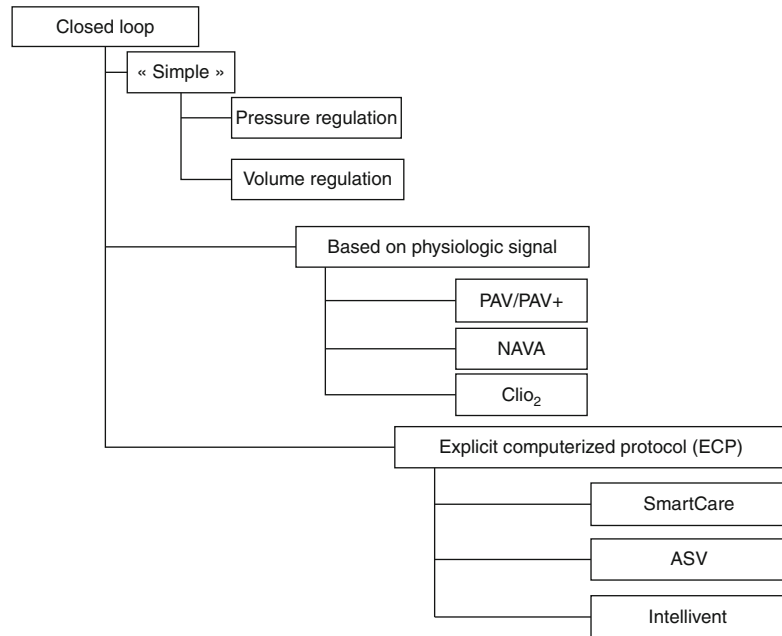 Closed loop
« Simple »
Pressure regulation
Volume regulation
Based on physiologic signal
PAV/PAV+
NAVA
Clio₂
Explicit computerized protocol (ECP)
SmartCare
ASV
Intellivent